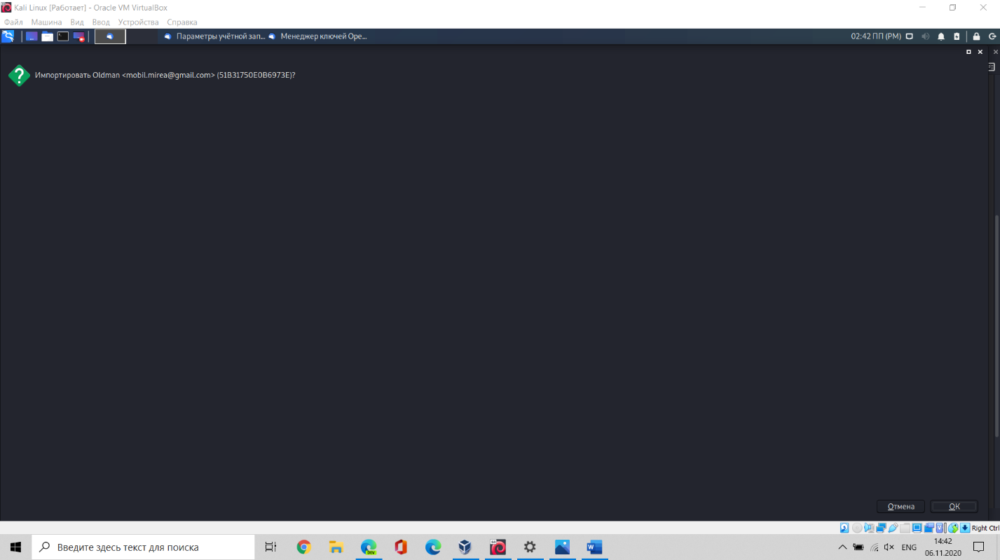 Kali Linux [Работает] - Oracle VM VirtualBox
Файл Машина Вид Ввод Устройства Справка
Параметры учётной зап... Менеджер ключей Оре... 02:42 ПП (PM)
Импортировать Oldman <mobil.mirea@gmail.com> (51B31750E0B6973E)?
Отмена OK
Right Ctrl
Введите здесь текст для поиска
DEV
W
ENG
14:42
06.11.2020